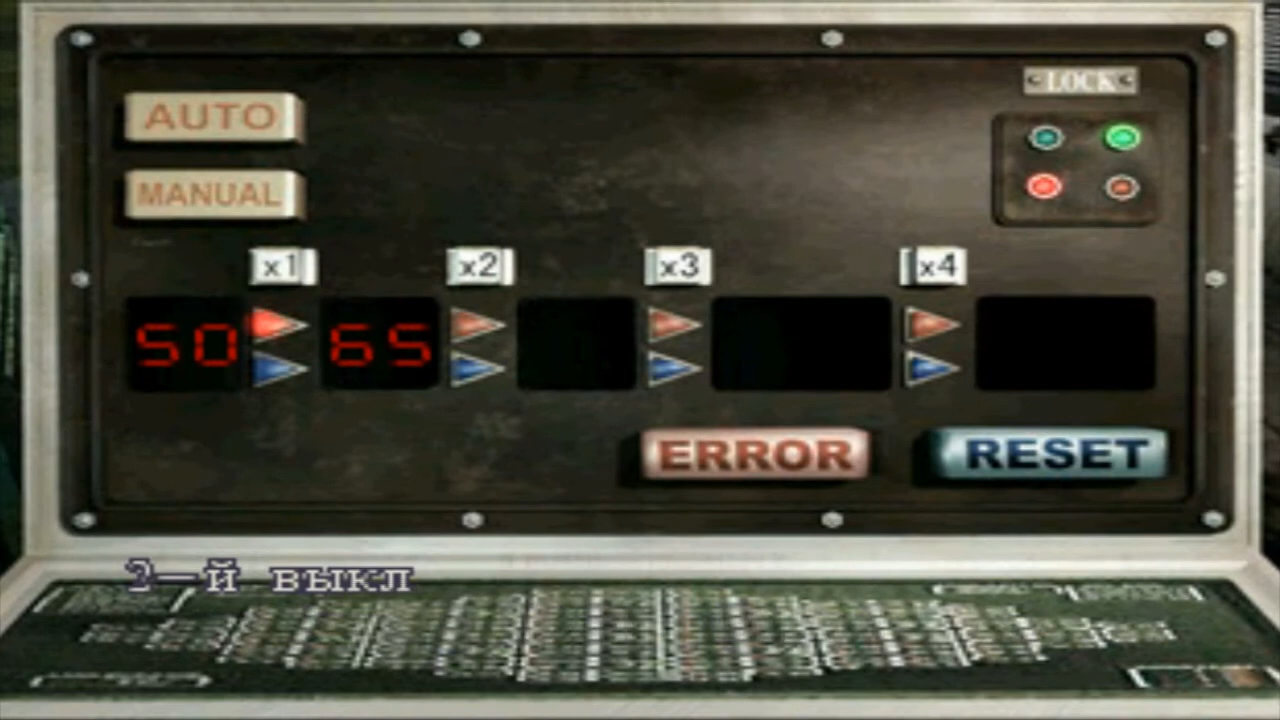 LOCK
AUTO
MANUAL
x1 x2 x3 x4
50 65
ERROR RESET
2-й выкл